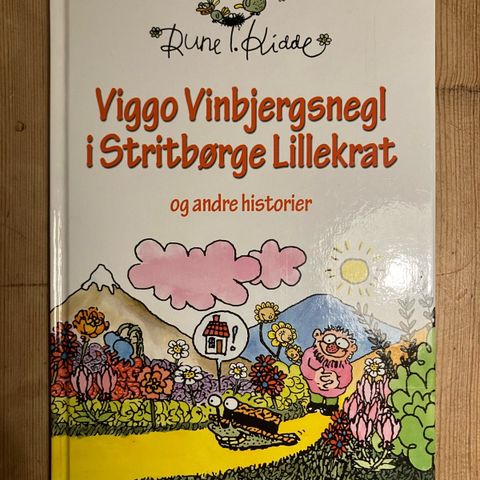 Rune T. Kidde
Viggo Vinbjergsnegl
i Stritbørge Lillekrat
og andre historier
!